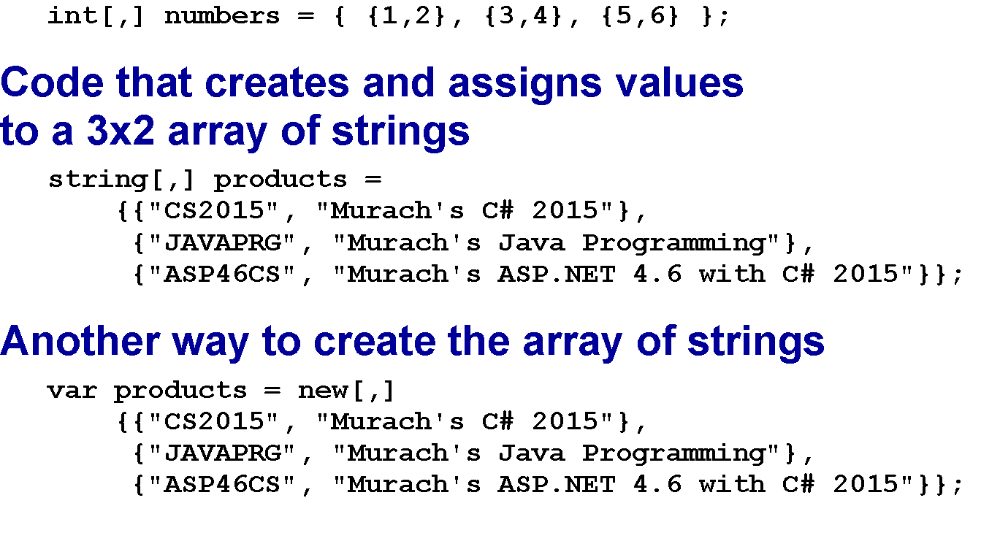 int[,] numbers = { {1,2}, {3,4}, {5,6} };
Code that creates and assigns values
to a 3x2 array of strings
string[,] products =
{{"CS2015", "Murach's C# 2015"},
{"JAVAPRG", "Murach's Java Programming"},
{"ASP46CS", "Murach's ASP.NET 4.6 with C# 2015"}};
Another way to create the array of strings
var products = new[,]
{{"CS2015", "Murach's C# 2015"},
{"JAVAPRG", "Murach's Java Programming"},
{"ASP46CS", "Murach's ASP.NET 4.6 with C# 2015"}};